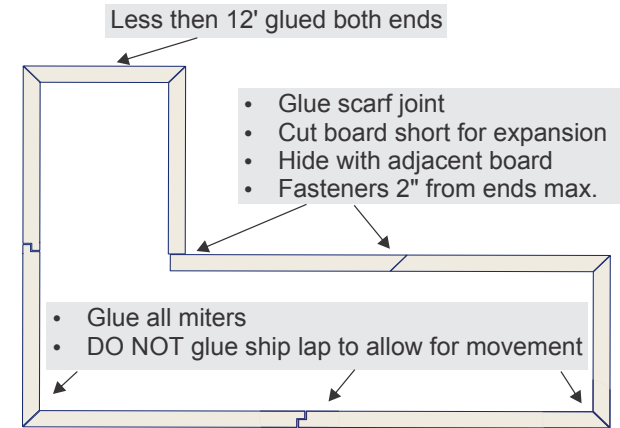 Less then 12' glued both ends
• Glue scarf joint
• Cut board short for expansion
• Hide with adjacent board
• Fasteners 2" from ends max.
• Glue all miters
• DO NOT glue ship lap to allow for movement